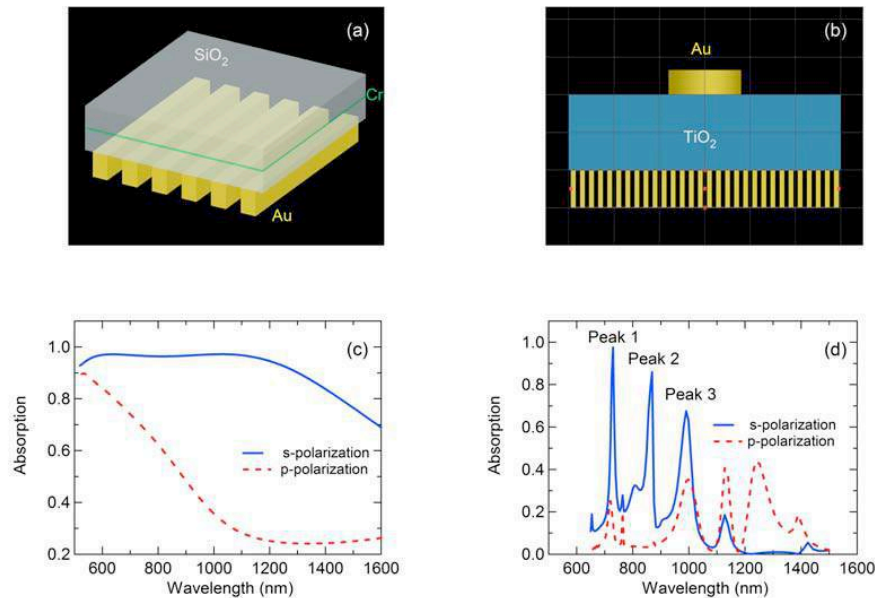 (a)
SiO2
Cr
Au
(b)
Au
TiO2
(c)
1.0
0.8
0.6
0.4
0.2
Absorption
s-polarization
p-polarization
600 800 1000 1200 1400 1600
Wavelength (nm)
(d)
Peak 1
Peak 2
Peak 3
1.0
0.8
0.6
0.4
0.2
0.0
Absorption
s-polarization
p-polarization
600 800 1000 1200 1400 1600
Wavelength (nm)